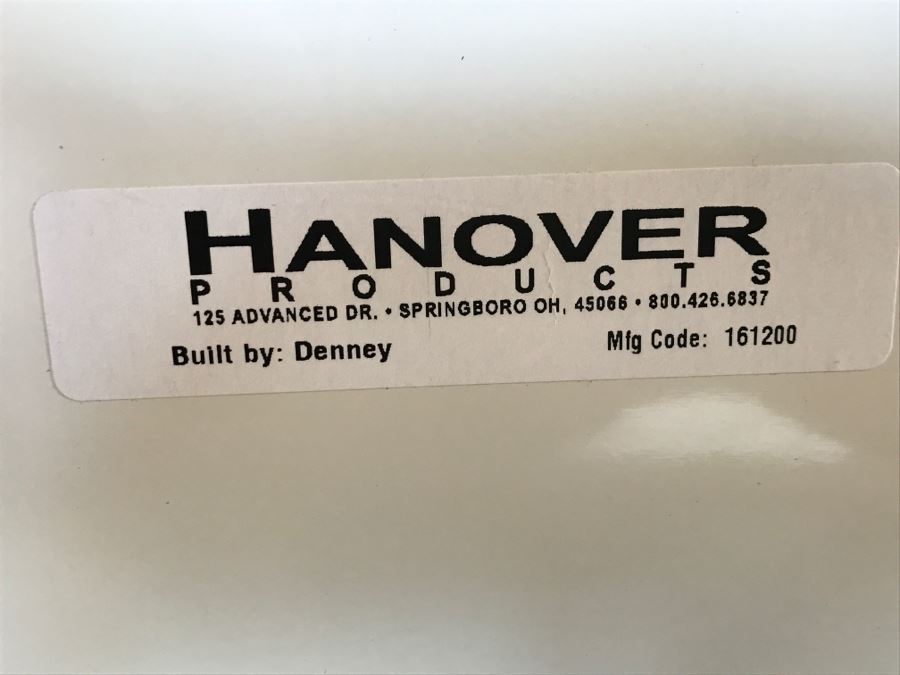 HANOVER
PRODUCTS
125 ADVANCED DR. • SPRINGBORO OH, 45066 • 800.426.6837
Built by: Denney Mfg Code: 161200